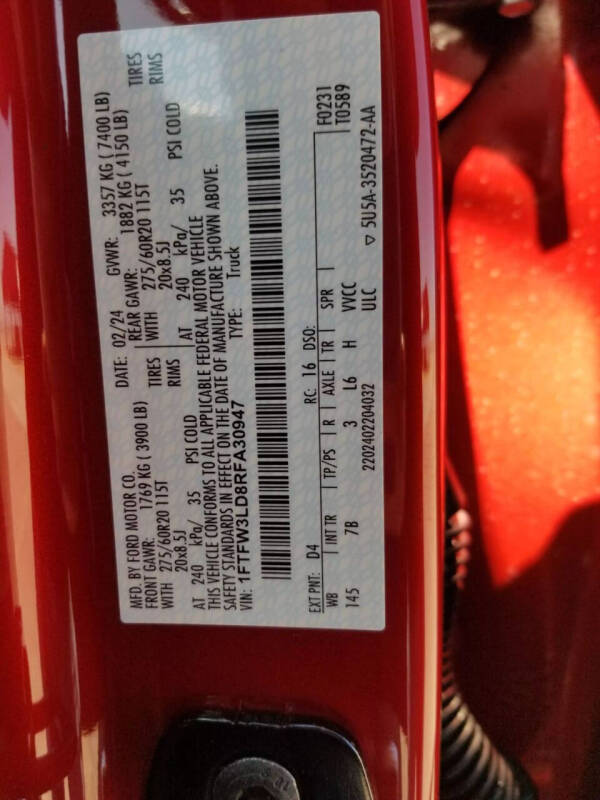 MFD. BY FORD MOTOR CO.
DATE: 02/24 GVWR: 3357 KG ( 7400 LB)
FRONT GAWR: 1769 KG ( 3900 LB) REAR GAWR: 1882 KG ( 4150 LB)
WITH 275/60R20 115T TIRES WITH 275/60R20 115T TIRES
20x8.5J RIMS 20x8.5J RIMS
AT 240 kPa/ 35 PSI COLD AT 240 kPa/ 35 PSI COLD
THIS VEHICLE CONFORMS TO ALL APPLICABLE FEDERAL MOTOR VEHICLE
SAFETY STANDARDS IN EFFECT ON THE DATE OF MANUFACTURE SHOWN ABOVE.
VIN: 1FTFW3LD8RFA30947 TYPE: Truck
F0231
T0589
EXT PNT: D4 RC: 16 DSO:
WB INT TR TP/PS R AXLE TR SPR
145 7B 3 L6 H VVCC
2202402204032 ULC
▽ 5U5A-3520472-AA